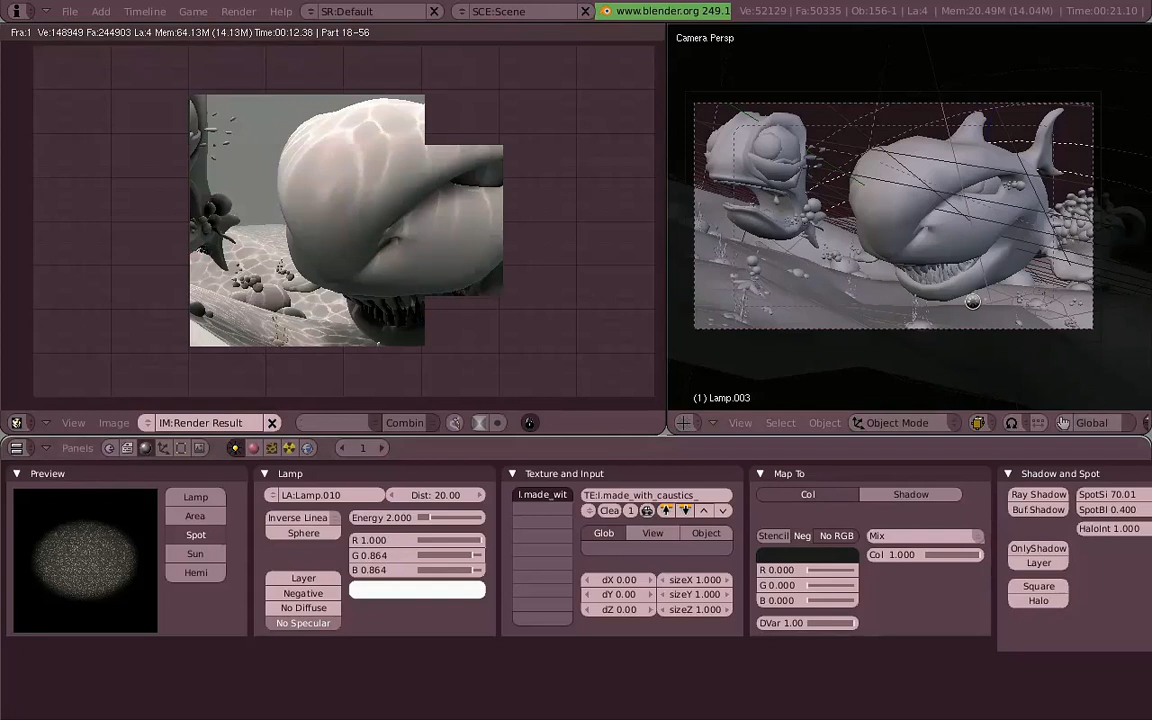 File Add Timeline Game Render Help SR:Default SCE:Scene www.blender.org 249.1 Ve:52129 | Fa:50335 | Ob:156-1 | La:4 | Mem:20.49M (14.04M) | Time:00:21.10 |
Fra:1 Ve:148949 Fa:244903 La:4 Mem:64.13M (14.13M) Time:00:12.38 | Part 18-56
Camera Persp
(1) Lamp.003
View Image IM:Render Result Combin
View Select Object Object Mode Global
Panels 1
Preview
Lamp
Area
Spot
Sun
Hemi
Lamp
LA:Lamp.010 Dist: 20.00
Inverse Linea Energy 2.000
Sphere
R 1.000
G 0.864
B 0.864
Layer
Negative
No Diffuse
No Specular
Texture and Input
l.made_wit TE:l.made_with_caustics_
Clea 1
Glob View Object
dX 0.00 sizeX 1.000
dY 0.00 sizeY 1.000
dZ 0.00 sizeZ 1.000
Map To
Col Shadow
Stencil Neg No RGB Mix
Col 1.000
R 0.000
G 0.000
B 0.000
DVar 1.00
Shadow and Spot
Ray Shadow SpotSi 70.01
Buf.Shadow SpotBl 0.400
HaloInt 1.000
OnlyShadow
Layer
Square
Halo